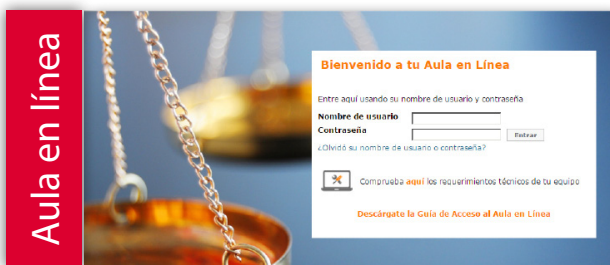 Aula en línea
Bienvenido a tu Aula en Línea
Entre aquí usando su nombre de usuario y contraseña
Nombre de usuario
Contraseña
Entrar
¿Olvidó su nombre de usuario o contraseña?
Comprueba aquí los requerimientos técnicos de tu equipo
Descárgate la Guía de Acceso al Aula en Línea